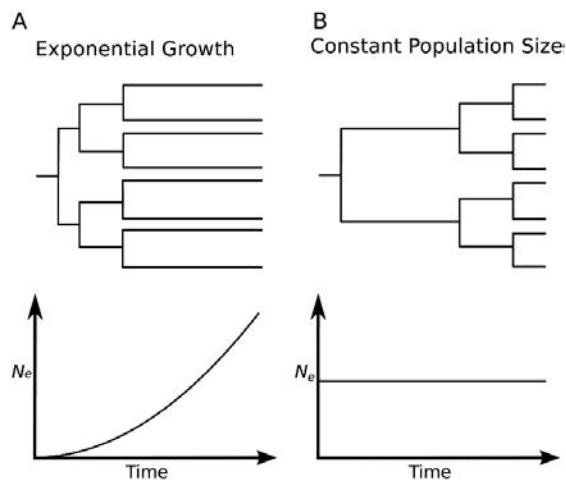 A
Exponential Growth
B
Constant Population Size
Ne
Time
Ne
Time